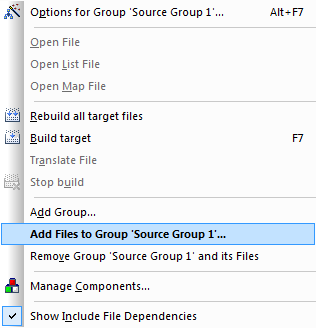 Options for Group 'Source Group 1'... Alt+F7
Open File
Open List File
Open Map File
Rebuild all target files
Build target F7
Translate File
Stop build
Add Group...
Add Files to Group 'Source Group 1'...
Remove Group 'Source Group 1' and its Files
Manage Components...
Show Include File Dependencies